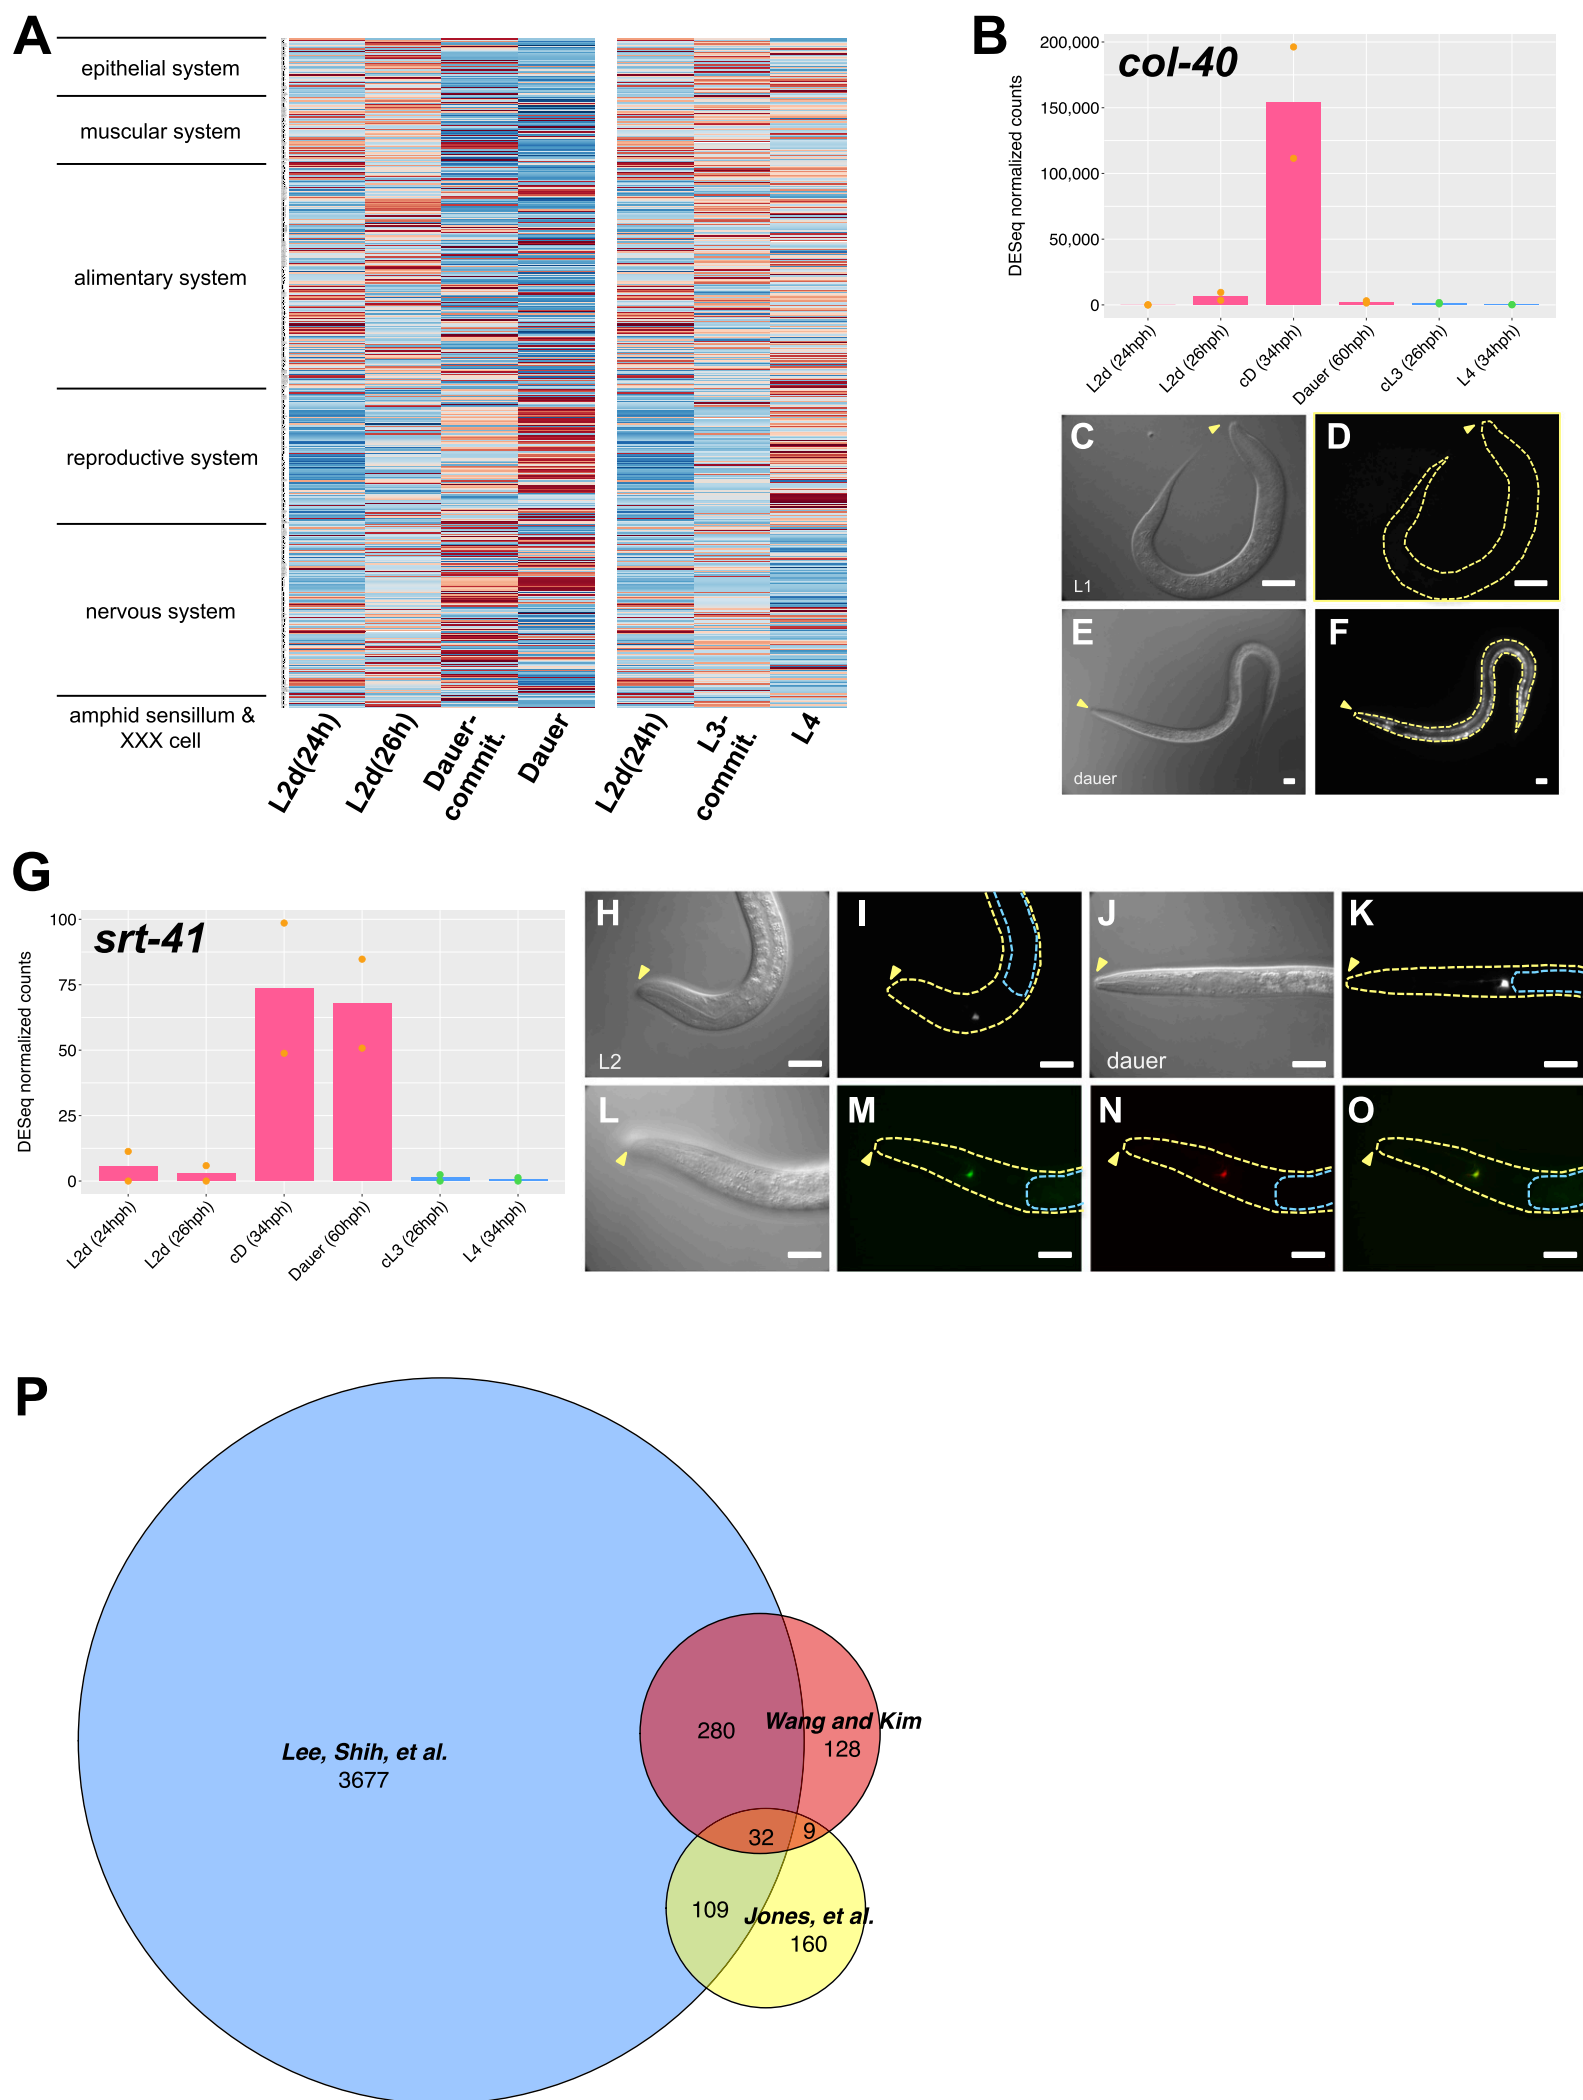 A
epithelial system
muscular system
alimentary system
reproductive system
nervous system
amphid sensillum &
XXX cell
L2d(24h)
L2d(26h)
Dauer-
commit.
Dauer
L2d(24h)
L3-
commit.
L4
B
col-40
DESeq normalized counts
200,000
150,000
100,000
50,000
0
L2d (24hph)
L2d (26hph)
cD (34hph)
Dauer (60hph)
cL3 (26hph)
L4 (34hph)
C
L1
D
E
dauer
F
G
srt-41
DESeq normalized counts
100
75
50
25
0
L2d (24hph)
L2d (26hph)
cD (34hph)
Dauer (60hph)
cL3 (26hph)
L4 (34hph)
H
L2
I
J
dauer
K
L
M
N
O
P
Lee, Shih, et al.
3677
280
Wang and Kim
128
32
9
109
Jones, et al.
160